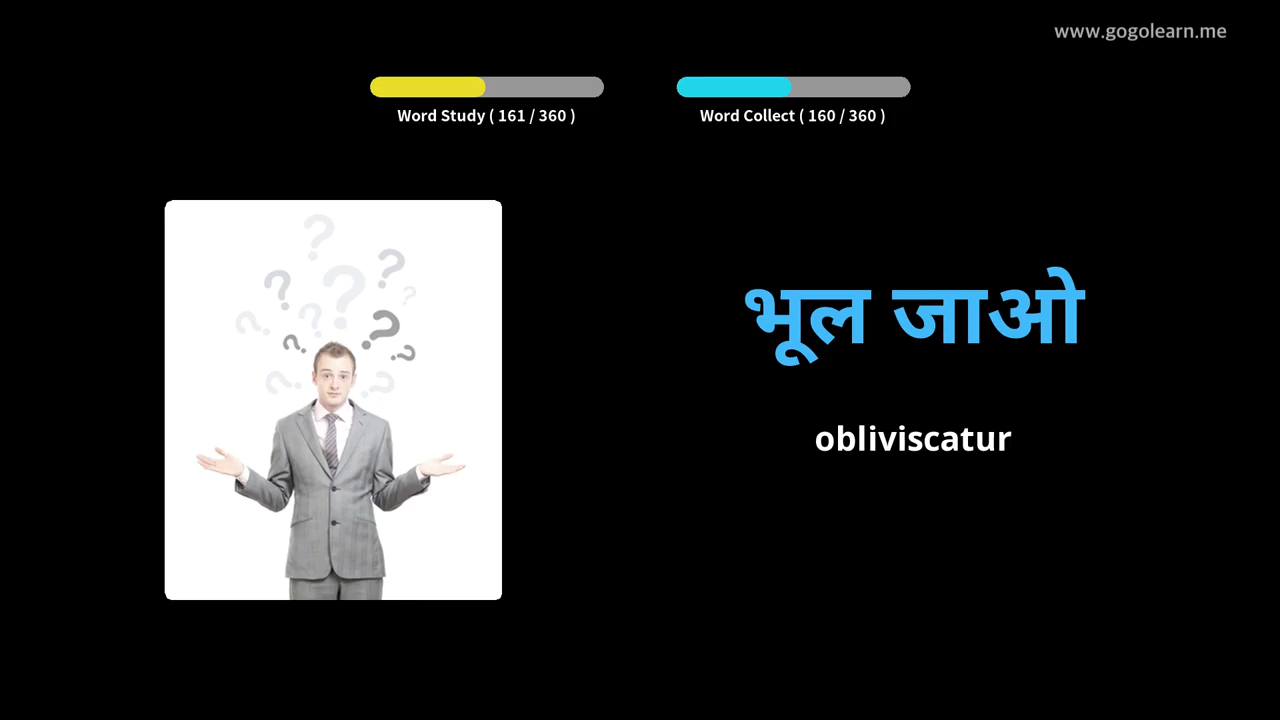 www.gogolearn.me
Word Study ( 161 / 360 )
Word Collect ( 160 / 360 )
भूल जाओ
obliviscatur